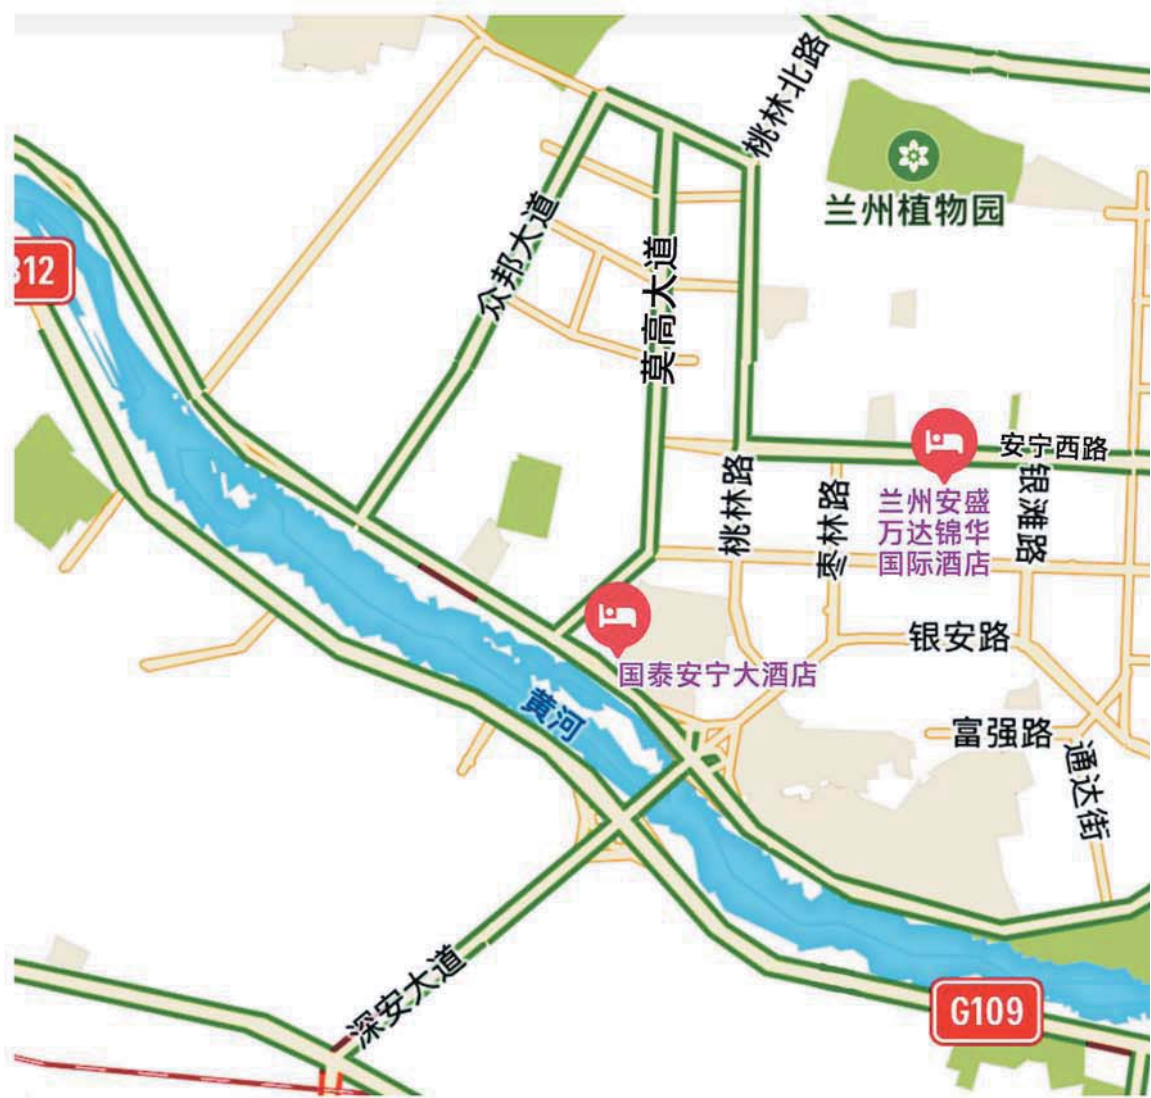 桃林北路
兰州植物园
众邦大道
莫高大道
312
安宁西路
桃林路
枣林路
兰州安盛
万达锦华
国际酒店
银滩路
银安路
国泰安宁大酒店
黄河
富强路
通达街
深安大道
G109